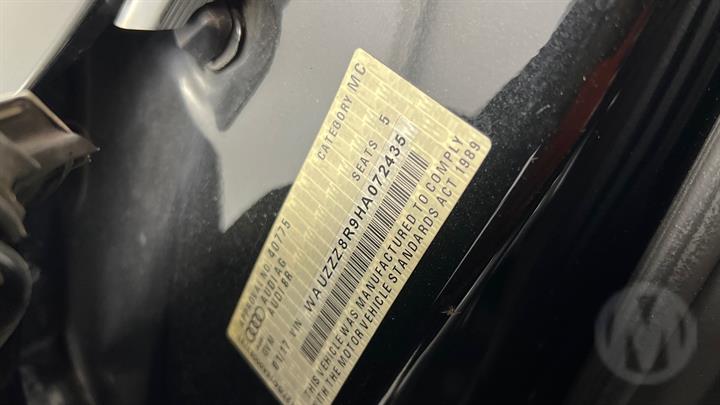 APPROVAL NO. 40775 CATEGORY MC
AUDI AG
AUDI 8R SEATS 5
01/17 VIN WAUZZZ8R9HA072435
THIS VEHICLE WAS MANUFACTURED TO COMPLY
WITH THE MOTOR VEHICLE STANDARDS ACT 1989
M